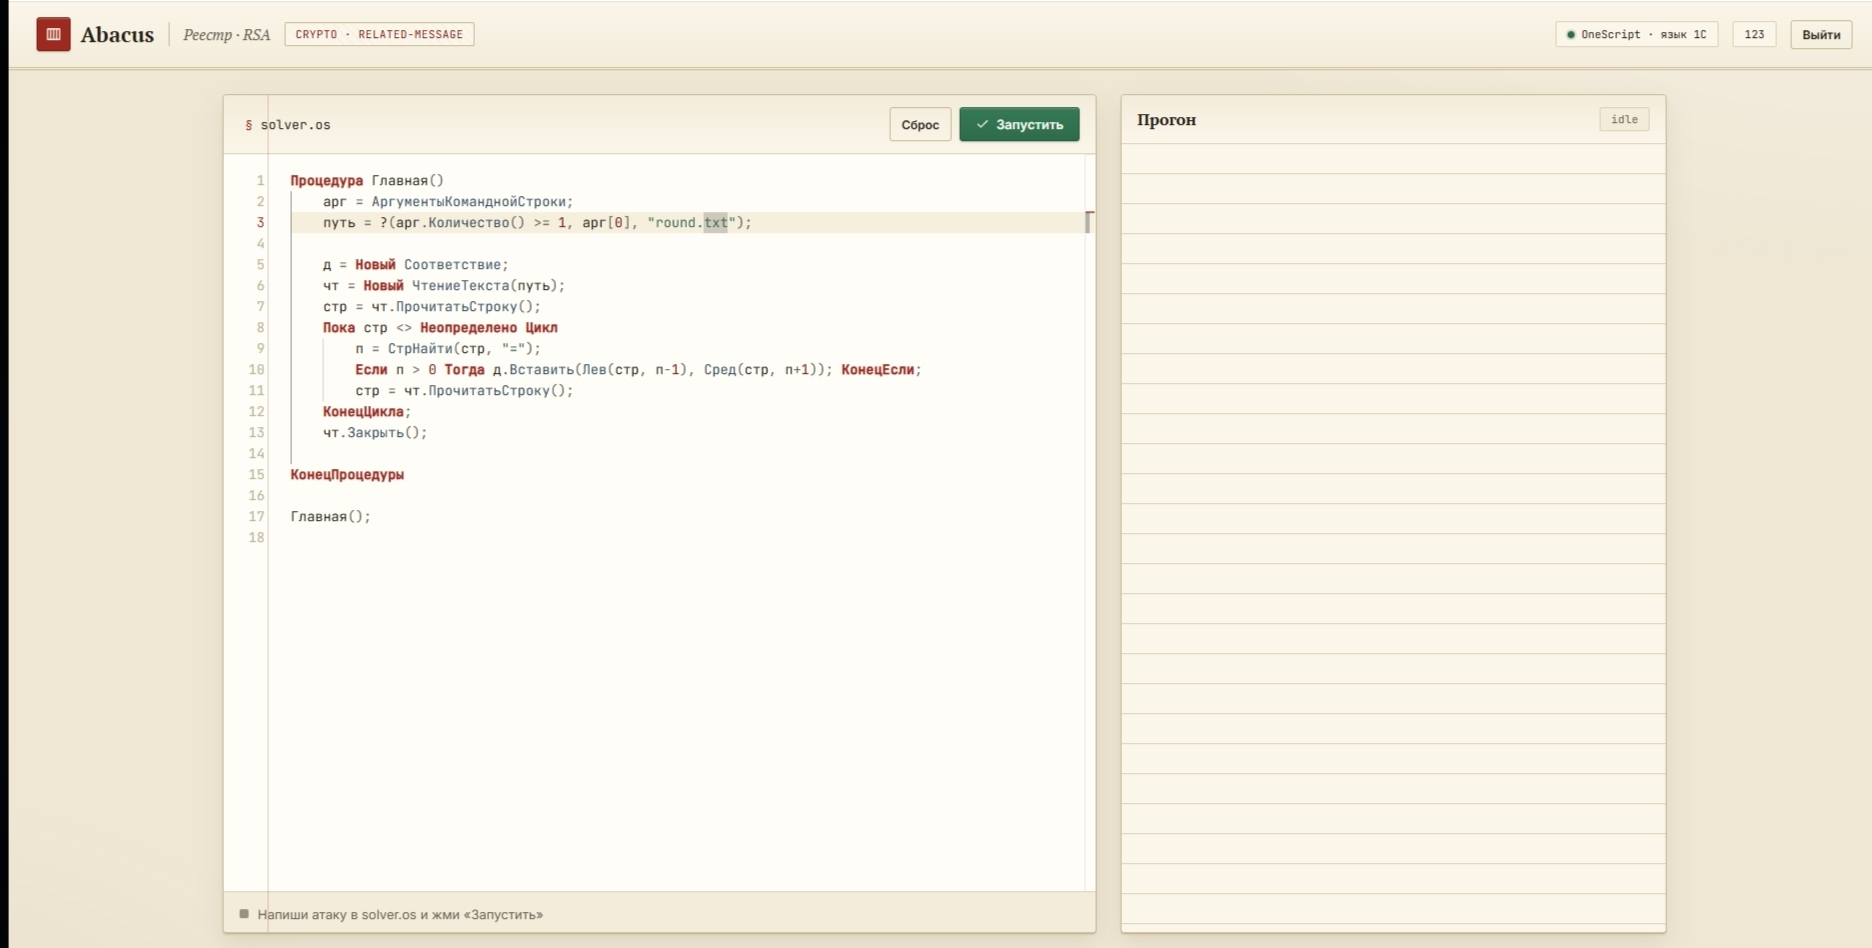 Abacus
Реестр · RSA
CRYPTO · RELATED-MESSAGE
OneScript · язык 1С
123
Выйти
§ solver.os
Сброс
✓ Запустить
1 Процедура Главная()
2 арг = АргументыКоманднойСтроки;
3 путь = ?(арг.Количество() >= 1, арг[0], "round.txt");
4
5 д = Новый Соответствие;
6 чт = Новый ЧтениеТекста(путь);
7 стр = чт.ПрочитатьСтроку();
8 Пока стр <> Неопределено Цикл
9 п = СтрНайти(стр, "=");
10 Если п > 0 Тогда д.Вставить(Лев(стр, п-1), Сред(стр, п+1)); КонецЕсли;
11 стр = чт.ПрочитатьСтроку();
12 КонецЦикла;
13 чт.Закрыть();
14
15 КонецПроцедуры
16
17 Главная();
18
Напиши атаку в solver.os и жми «Запустить»
Прогон
idle